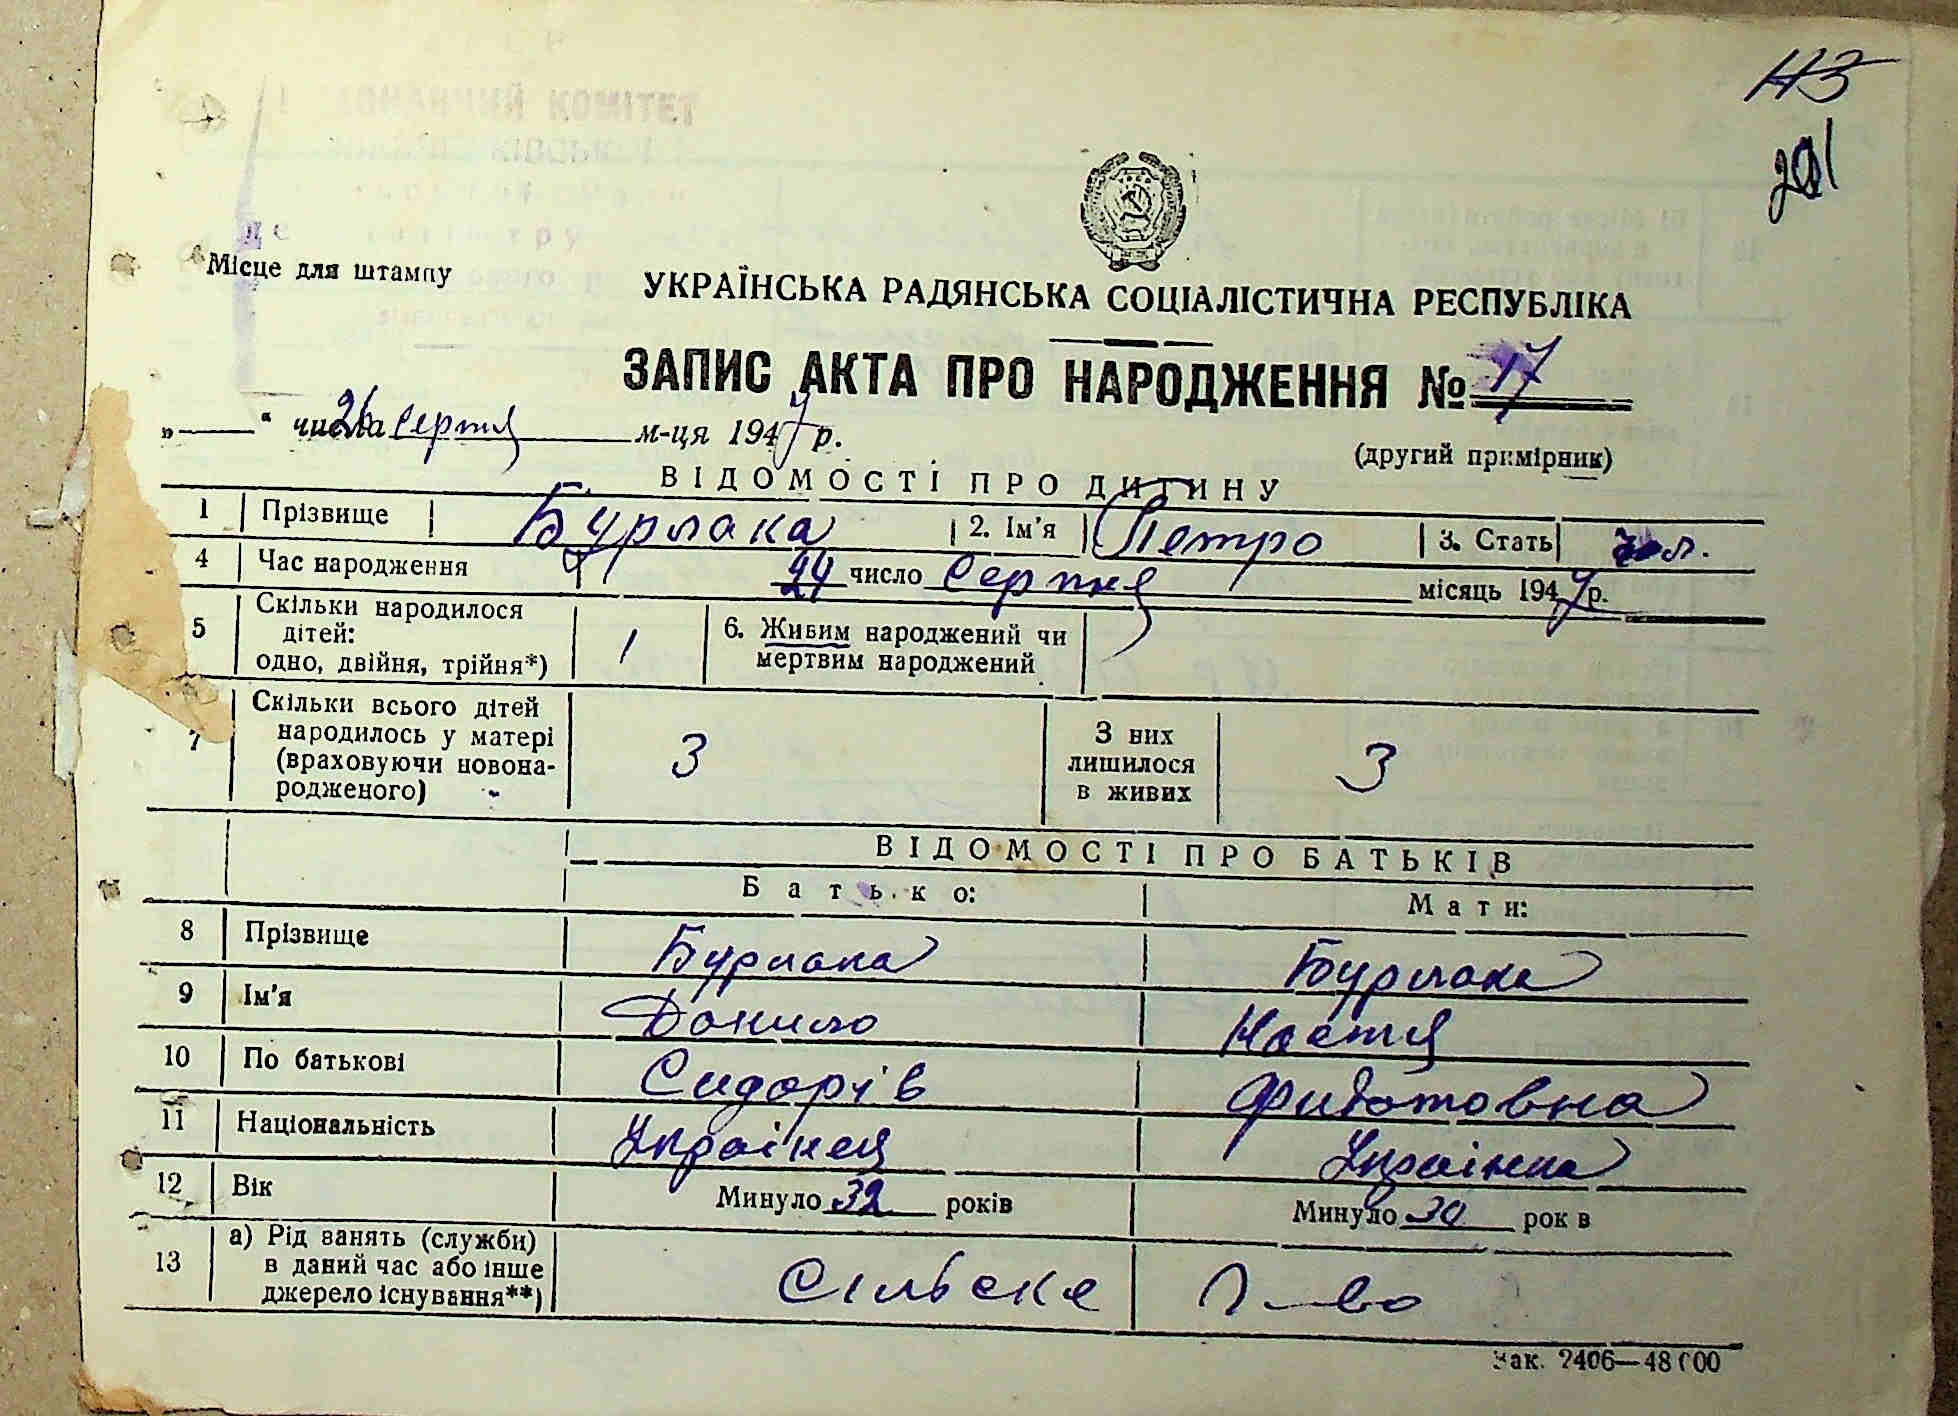 113
201
Місце для штампу
УКРАЇНСЬКА РАДЯНСЬКА СОЦІАЛІСТИЧНА РЕСПУБЛІКА
ЗАПИС АКТА ПРО НАРОДЖЕННЯ № 17
„ “ числа 26 серпня м-ця 1947 р.
(другий примірник)
ВІДОМОСТІ ПРО ДИТИНУ
1 Прізвище Бурлака 2. Ім'я Петро 3. Стать чол.
4 Час народження 24 число Серпня місяць 1947 р.
5 Скільки народилося дітей: одно, двійня, трійня*) 1 6. Живим народжений чи мертвим народжений
7 Скільки всього дітей народилось у матері (враховуючи новонародженого) 3 З них лишилося в живих 3
ВІДОМОСТІ ПРО БАТЬКІВ
Батько: Мати:
8 Прізвище Бурлака Бурлака
9 Ім'я Данило Настя
10 По батькові Сидорів Федотовна
11 Національність Українец Українка
12 Вік Минуло 32 років Минуло 30 рок в
13 а) Рід занять (служби) в даний час або інше джерело існування**) Сільське Г-во
Зак. 2406—48000